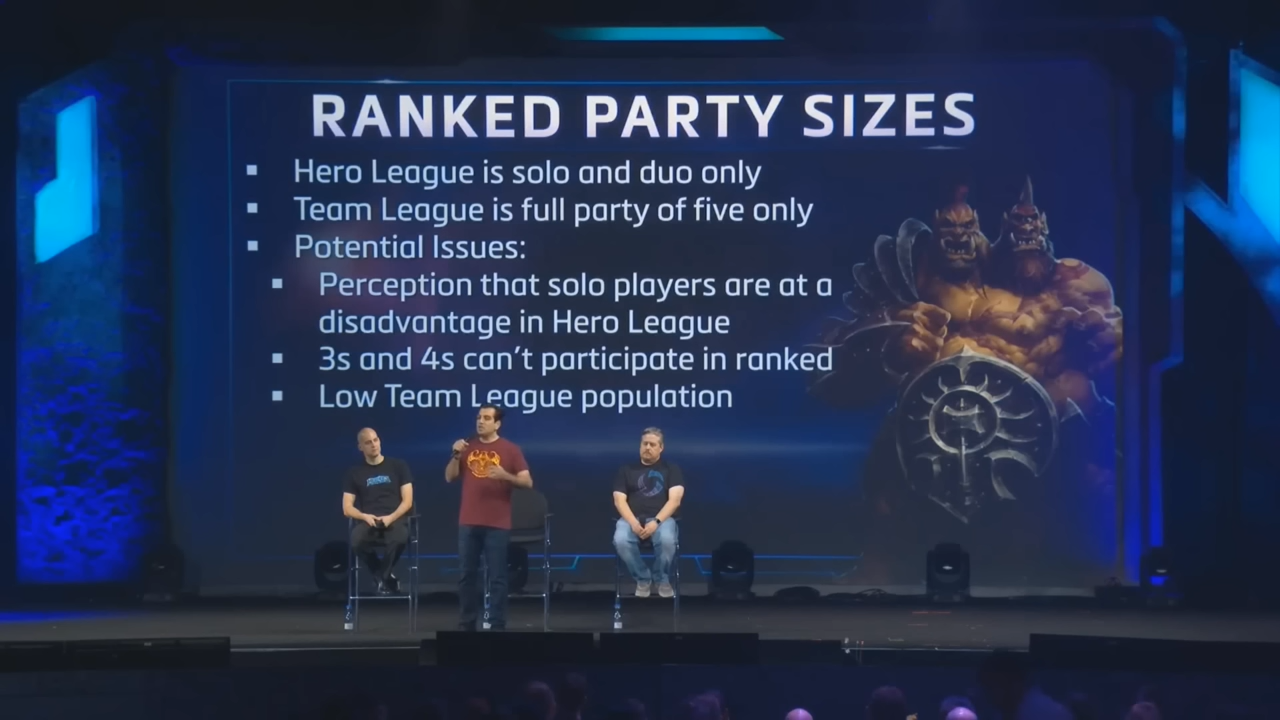 RANKED PARTY SIZES
▪ Hero League is solo and duo only
▪ Team League is full party of five only
▪ Potential Issues:
▪ Perception that solo players are at a
disadvantage in Hero League
▪ 3s and 4s can't participate in ranked
▪ Low Team League population